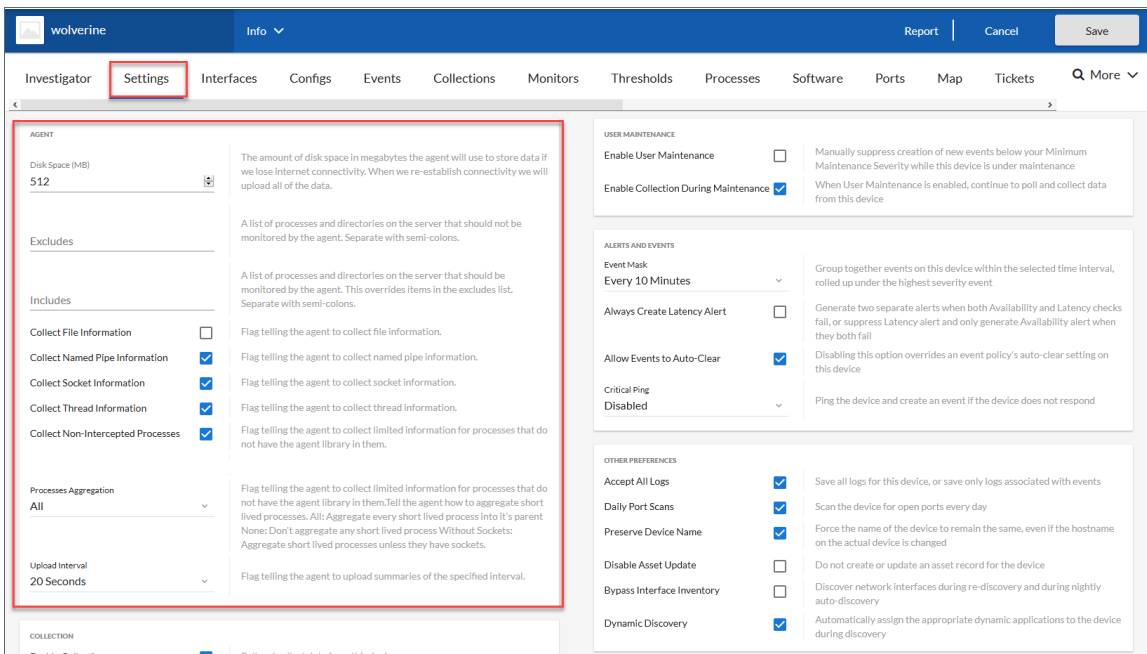 wolverine
Info
Report
Cancel
Save
Investigator
Settings
Interfaces
Configs
Events
Collections
Monitors
Thresholds
Processes
Software
Ports
Map
Tickets
More
AGENT
Disk Space (MB)
512
The amount of disk space in megabytes the agent will use to store data if
we lose internet connectivity. When we re-establish connectivity we will
upload all of the data.
Excludes
A list of processes and directories on the server that should not be
monitored by the agent. Separate with semi-colons.
Includes
A list of processes and directories on the server that should be
monitored by the agent. This overrides items in the excludes list.
Separate with semi-colons.
Collect File Information
Flag telling the agent to collect file information.
Collect Named Pipe Information
Flag telling the agent to collect named pipe information.
Collect Socket Information
Flag telling the agent to collect socket information.
Collect Thread Information
Flag telling the agent to collect thread information.
Collect Non-Intercepted Processes
Flag telling the agent to collect limited information for processes that do
not have the agent library in them.
Processes Aggregation
All
Flag telling the agent to collect limited information for processes that do
not have the agent library in them.Tell the agent how to aggregate short
lived processes. All: Aggregate every short lived process into it's parent
None: Don't aggregate any short lived process Without Sockets:
Aggregate short lived processes unless they have sockets.
Upload Interval
20 Seconds
Flag telling the agent to upload summaries of the specified interval.
COLLECTION
USER MAINTENANCE
Enable User Maintenance
Manually suppress creation of new events below your Minimum
Maintenance Severity while this device is under maintenance
Enable Collection During Maintenance
When User Maintenance is enabled, continue to poll and collect data
from this device
ALERTS AND EVENTS
Event Mask
Every 10 Minutes
Group together events on this device within the selected time interval,
rolled up under the highest severity event
Always Create Latency Alert
Generate two separate alerts when both Availability and Latency checks
fail, or suppress Latency alert and only generate Availability alert when
they both fail
Allow Events to Auto-Clear
Disabling this option overrides an event policy's auto-clear setting on
this device
Critical Ping
Disabled
Ping the device and create an event if the device does not respond
OTHER PREFERENCES
Accept All Logs
Save all logs for this device, or save only logs associated with events
Daily Port Scans
Scan the device for open ports every day
Preserve Device Name
Force the name of the device to remain the same, even if the hostname
on the actual device is changed
Disable Asset Update
Do not create or update an asset record for the device
Bypass Interface Inventory
Discover network interfaces during re-discovery and during nightly
auto-discovery
Dynamic Discovery
Automatically assign the appropriate dynamic applications to the device
during discovery